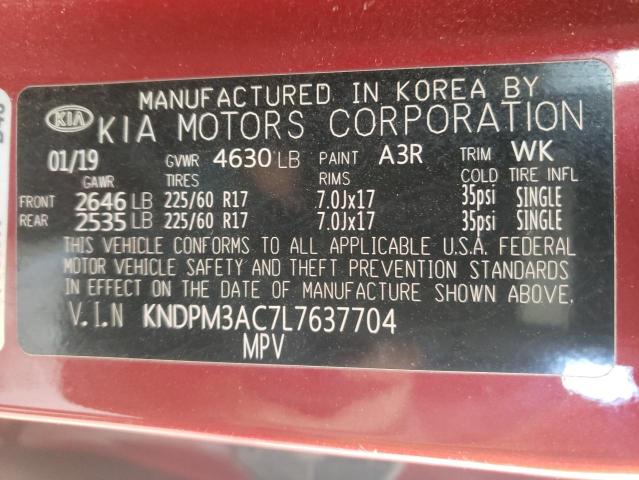 MANUFACTURED IN KOREA BY
KIA KIA MOTORS CORPORATION
01/19 GVWR 4630 LB PAINT A3R TRIM WK
GAWR TIRES RIMS COLD TIRE INFL
FRONT 2646 LB 225/60 R17 7.0Jx17 35psi SINGLE
REAR 2535 LB 225/60 R17 7.0Jx17 35psi SINGLE
THIS VEHICLE CONFORMS TO ALL APPLICABLE U.S.A. FEDERAL
MOTOR VEHICLE SAFETY AND THEFT PREVENTION STANDARDS
IN EFFECT ON THE DATE OF MANUFACTURE SHOWN ABOVE.
V.I.N KNDPM3AC7L7637704
MPV